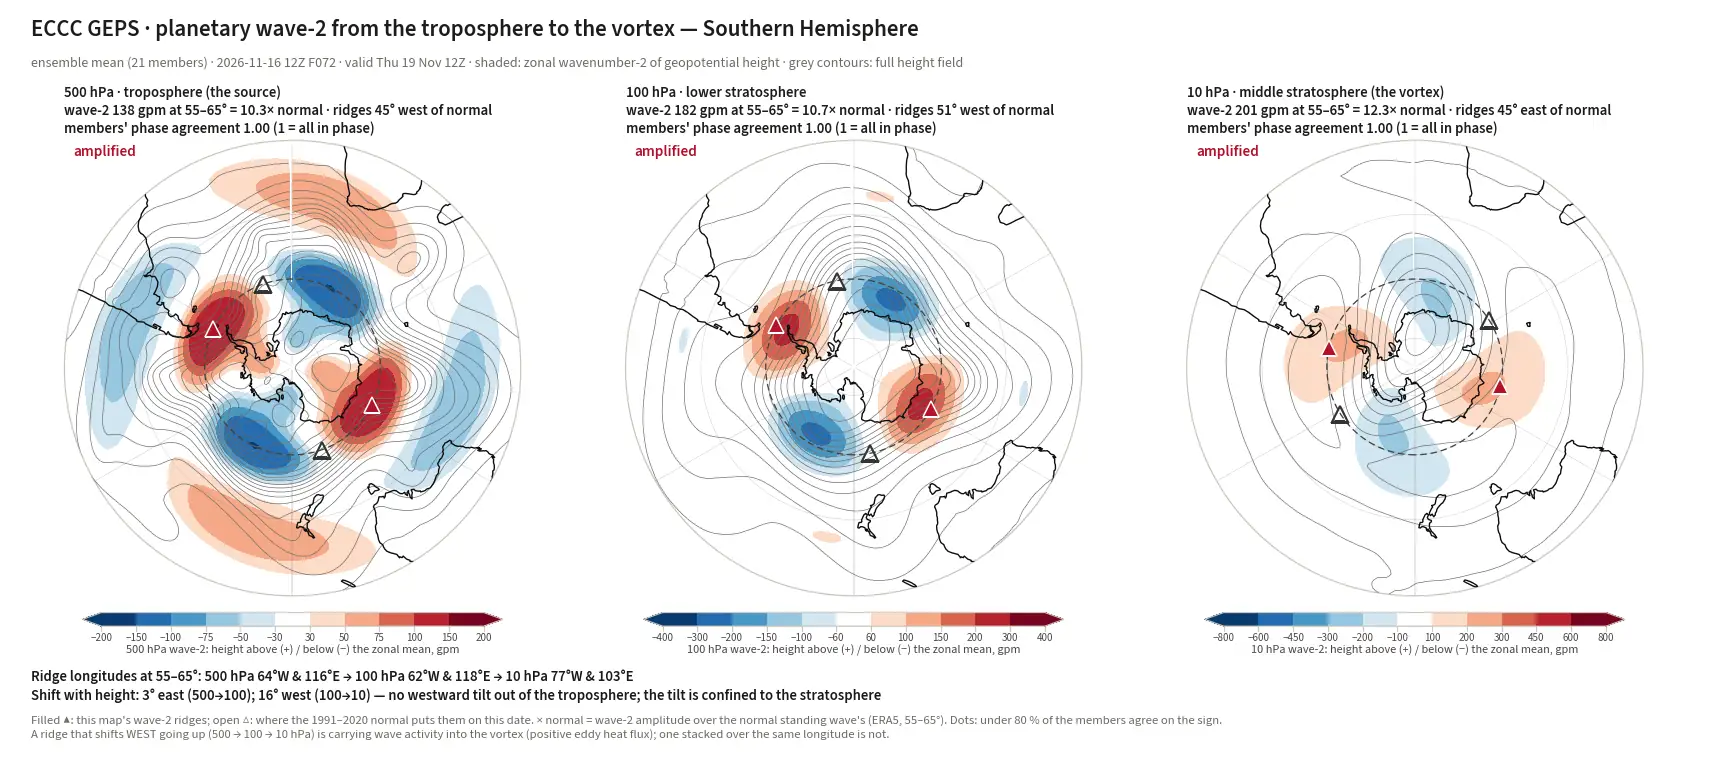 ECCC GEPS · planetary wave-2 from the troposphere to the vortex — Southern Hemisphere
ensemble mean (21 members) · 2026-11-16 12Z F072 · valid Thu 19 Nov 12Z · shaded: zonal wavenumber-2 of geopotential height · grey contours: full height field
500 hPa · troposphere (the source)
wave-2 138 gpm at 55–65° = 10.3× normal · ridges 45° west of normal
members' phase agreement 1.00 (1 = all in phase)
amplified
100 hPa · lower stratosphere
wave-2 182 gpm at 55–65° = 10.7× normal · ridges 51° west of normal
members' phase agreement 1.00 (1 = all in phase)
amplified
10 hPa · middle stratosphere (the vortex)
wave-2 201 gpm at 55–65° = 12.3× normal · ridges 45° east of normal
members' phase agreement 1.00 (1 = all in phase)
amplified
−200 −150 −100 −75 −50 −30 30 50 75 100 150 200
500 hPa wave-2: height above (+) / below (−) the zonal mean, gpm
−400 −300 −200 −150 −100 −60 60 100 150 200 300 400
100 hPa wave-2: height above (+) / below (−) the zonal mean, gpm
−800 −600 −450 −300 −200 −100 100 200 300 450 600 800
10 hPa wave-2: height above (+) / below (−) the zonal mean, gpm
Ridge longitudes at 55–65°: 500 hPa 64°W & 116°E → 100 hPa 62°W & 118°E → 10 hPa 77°W & 103°E
Shift with height: 3° east (500→100); 16° west (100→10) — no westward tilt out of the troposphere; the tilt is confined to the stratosphere
Filled ▲: this map's wave-2 ridges; open △: where the 1991–2020 normal puts them on this date. × normal = wave-2 amplitude over the normal standing wave's (ERA5, 55–65°). Dots: under 80 % of the members agree on the sign.
A ridge that shifts WEST going up (500 → 100 → 10 hPa) is carrying wave activity into the vortex (positive eddy heat flux); one stacked over the same longitude is not.